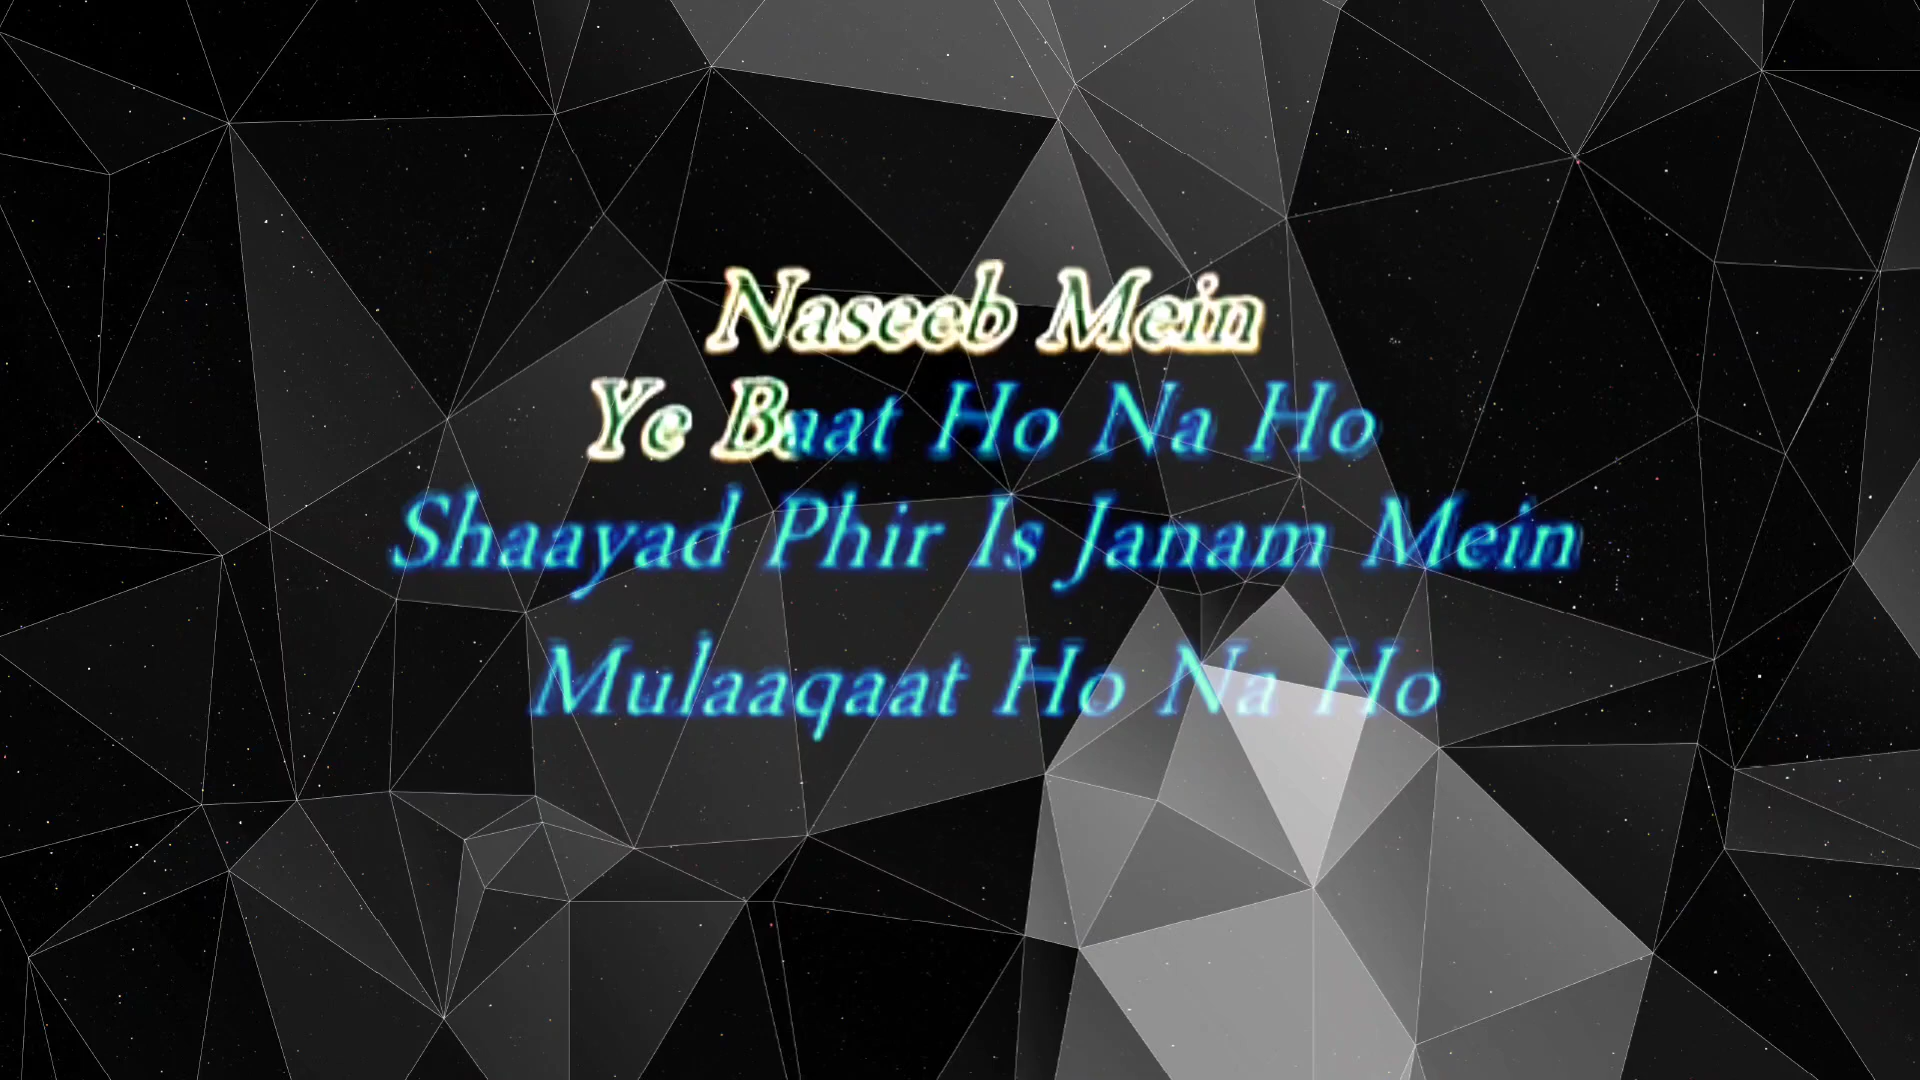 Naseeb Mein
Ye Baat Ho Na Ho
Shaayad Phir Is Janam Mein
Mulaaqaat Ho Na Ho